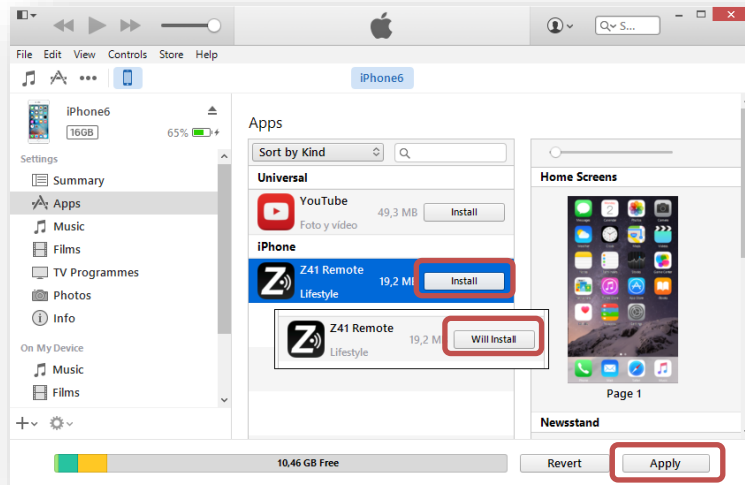 S...
File Edit View Controls Store Help
iPhone6
iPhone6
16GB
65%
Settings
Summary
Apps
Music
Films
TV Programmes
Photos
Info
On My Device
Music
Films
Apps
Sort by Kind
Universal
YouTube
Foto y vídeo
49,3 MB
Install
iPhone
Z41 Remote
Lifestyle
19,2 MB
Install
Z41 Remote
Lifestyle
19,2 M
Will Install
Home Screens
Page 1
Newsstand
10,46 GB Free
Revert
Apply